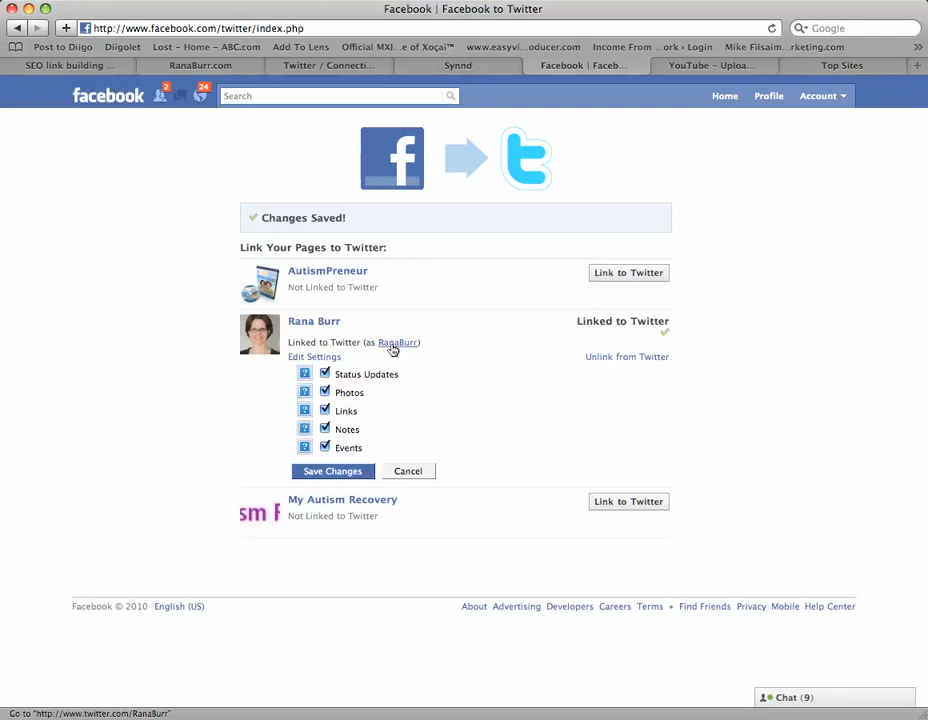 Facebook | Facebook to Twitter
http://www.facebook.com/twitter/index.php
Google
Post to Diigo Diigolet Lost - Home - ABC.com Add To Lens Official MXI...e of Xoçai™ www.easyvi...oducer.com Income From ...ork › Login Mike Filsaim...rketing.com »
SEO link building ... RanaBurr.com Twitter / Connecti... Synnd Facebook | Faceb... YouTube - Uploa... Top Sites +
facebook 2 24 Search Home Profile Account
f t
Changes Saved!
Link Your Pages to Twitter:
AutismPreneur Link to Twitter
Not Linked to Twitter
Rana Burr Linked to Twitter
Linked to Twitter (as RanaBurr)
Edit Settings Unlink from Twitter
? Status Updates
? Photos
? Links
? Notes
? Events
Save Changes Cancel
My Autism Recovery Link to Twitter
sm F Not Linked to Twitter
Facebook © 2010 English (US) About Advertising Developers Careers Terms • Find Friends Privacy Mobile Help Center
Chat (9)
Go to "http://www.twitter.com/RanaBurr"